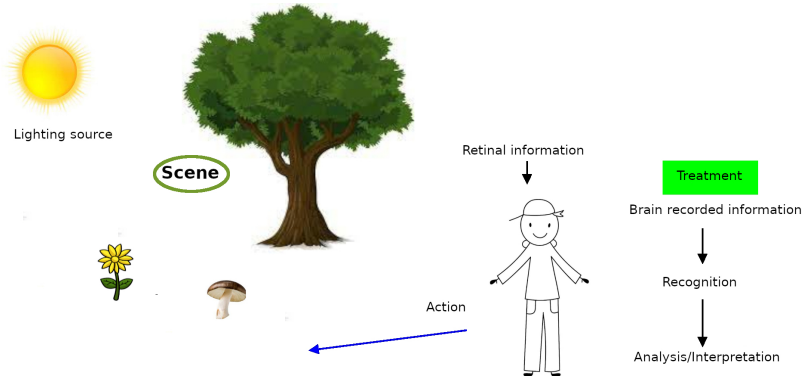 Lighting source
Scene
Retinal information
Treatment
Brain recorded information
Recognition
Action
Analysis/Interpretation